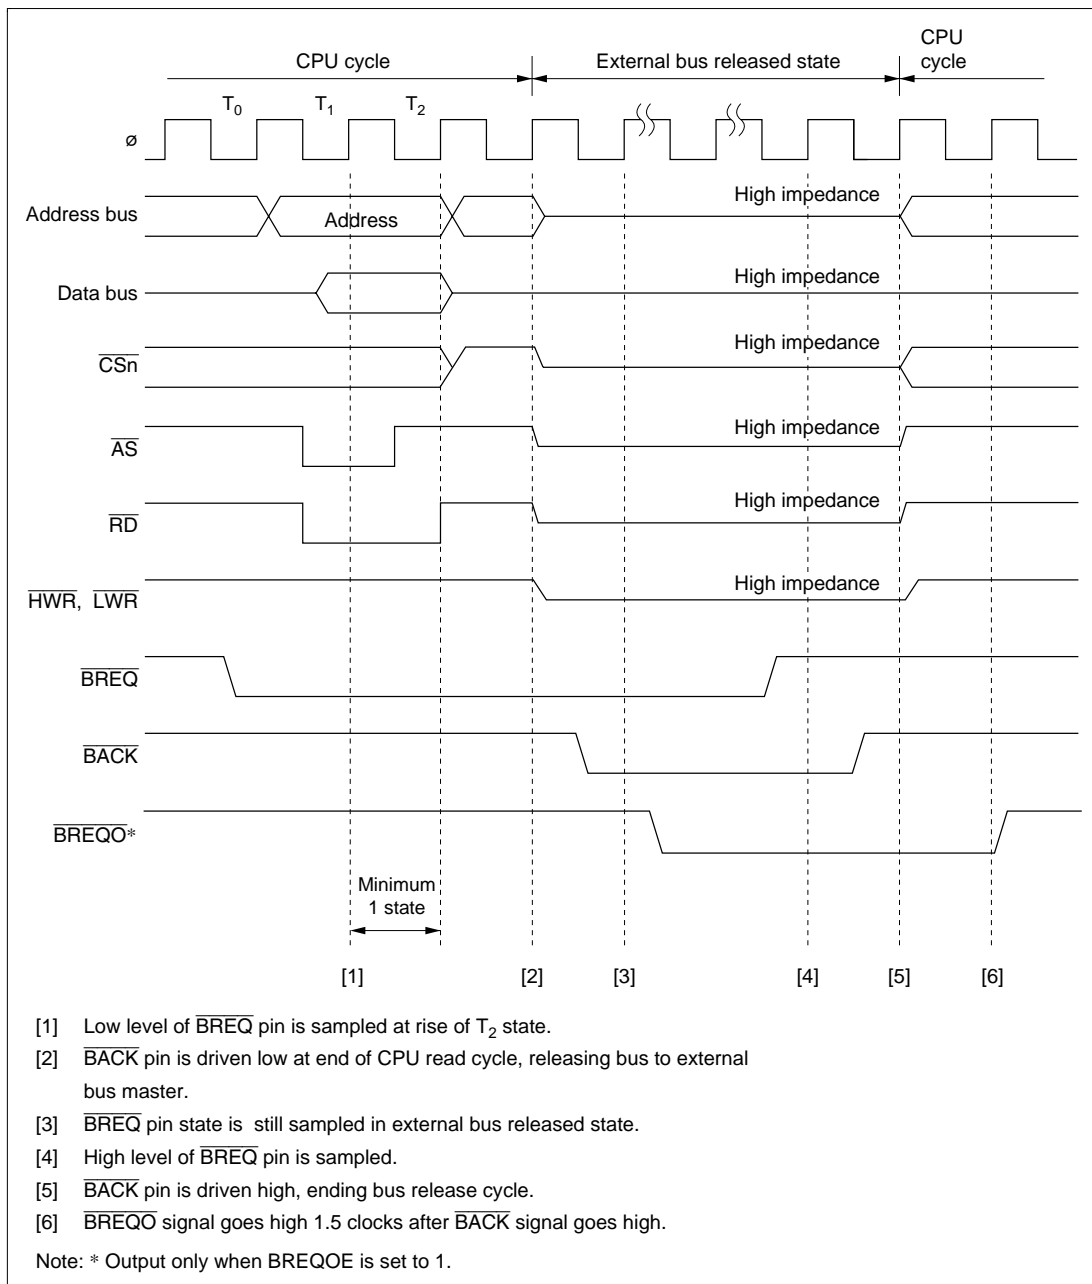 CPU cycle External bus released state CPU cycle
T0 T1 T2
ø
Address bus Address High impedance
Data bus High impedance
CSn High impedance
AS High impedance
RD High impedance
HWR, LWR High impedance
BREQ
BACK
BREQO*
Minimum
1 state
[1] [2] [3] [4] [5] [6]
[1] Low level of BREQ pin is sampled at rise of T2 state.
[2] BACK pin is driven low at end of CPU read cycle, releasing bus to external
bus master.
[3] BREQ pin state is still sampled in external bus released state.
[4] High level of BREQ pin is sampled.
[5] BACK pin is driven high, ending bus release cycle.
[6] BREQO signal goes high 1.5 clocks after BACK signal goes high.
Note: * Output only when BREQOE is set to 1.